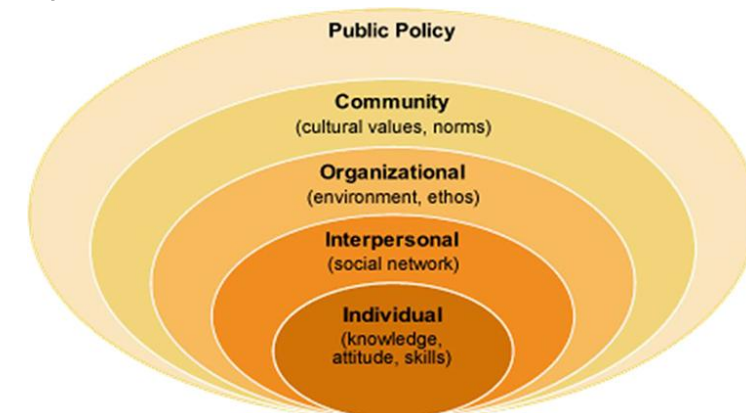 Public Policy
Community
(cultural values, norms)
Organizational
(environment, ethos)
Interpersonal
(social network)
Individual
(knowledge,
attitude, skills)